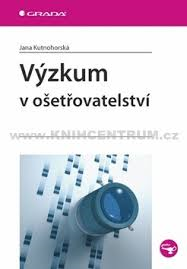 GRADA
Jana Kutnohorská
Výzkum
v ošetřovatelství
www.KNIHCENTRUM.cz